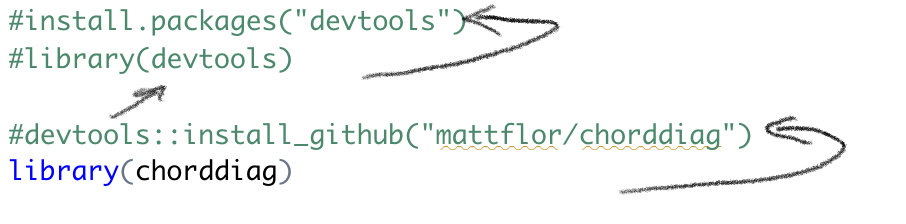 #install.packages("devtools")
#library(devtools)
#devtools::install_github("mattflor/chorddiag")
library(chorddiag)